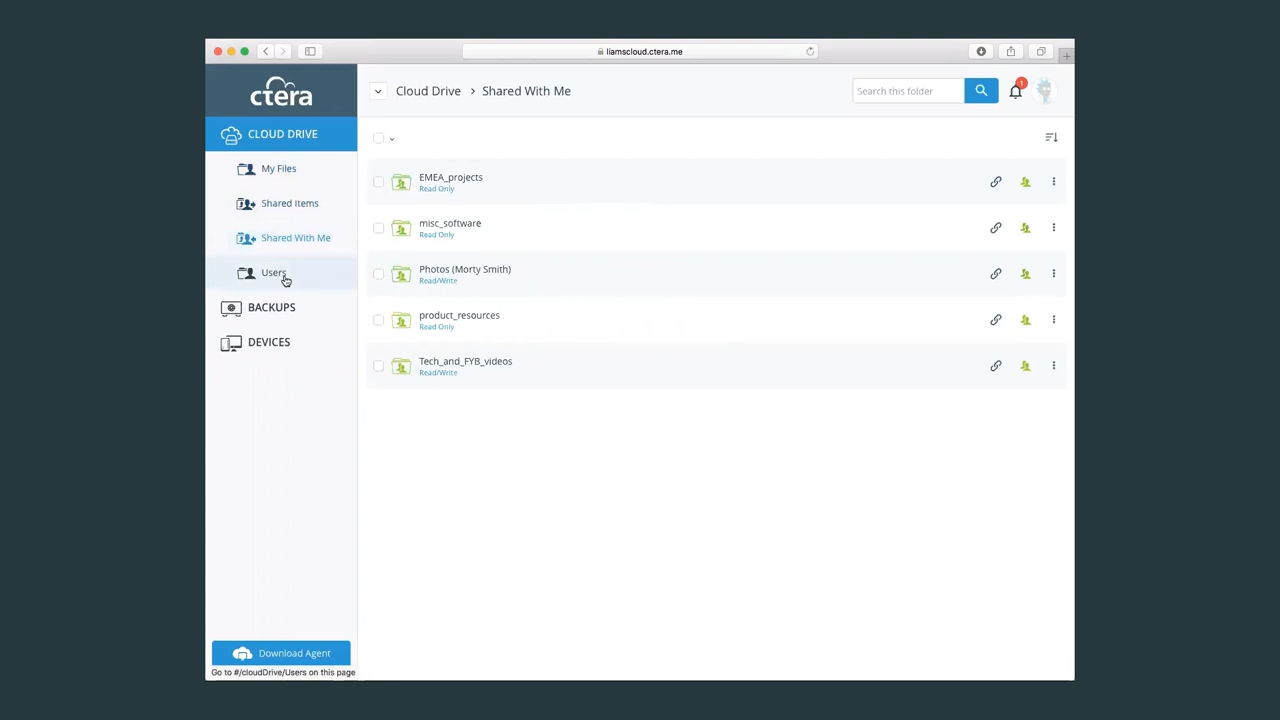 liamscloud.ctera.me
ctera
Cloud Drive > Shared With Me
Search this folder
1
CLOUD DRIVE
My Files
Shared Items
Shared With Me
Users
BACKUPS
DEVICES
EMEA_projects
Read Only
misc_software
Read Only
Photos (Morty Smith)
Read/Write
product_resources
Read Only
Tech_and_FYB_videos
Read/Write
Download Agent
Go to #/cloudDrive/Users on this page